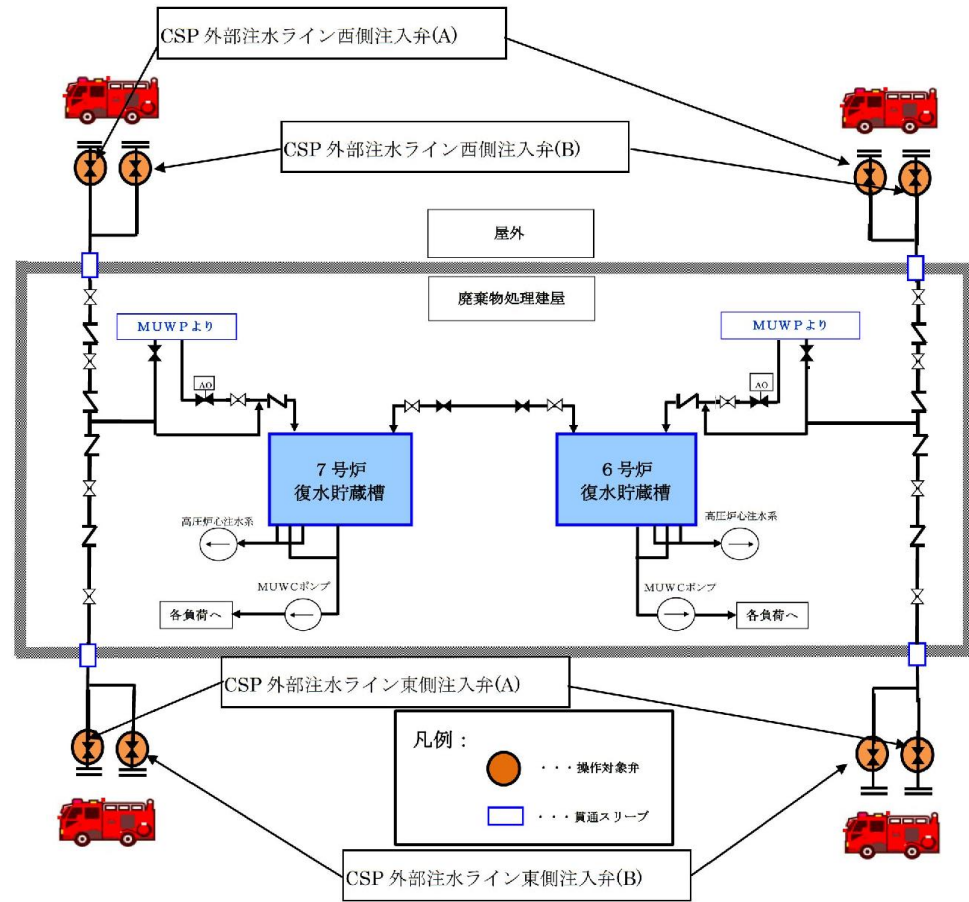 CSP 外部注水ライン西側注入弁(A)
CSP 外部注水ライン西側注入弁(B)
屋外
廃棄物処理建屋
MUWPより
MUWPより
AO
AO
7号炉
復水貯蔵槽
6号炉
復水貯蔵槽
高圧炉心注水系
高圧炉心注水系
MUWCポンプ
MUWCポンプ
各負荷へ
各負荷へ
CSP 外部注水ライン東側注入弁(A)
凡例：
・・・操作対象弁
・・・貫通スリーブ
CSP 外部注水ライン東側注入弁(B)